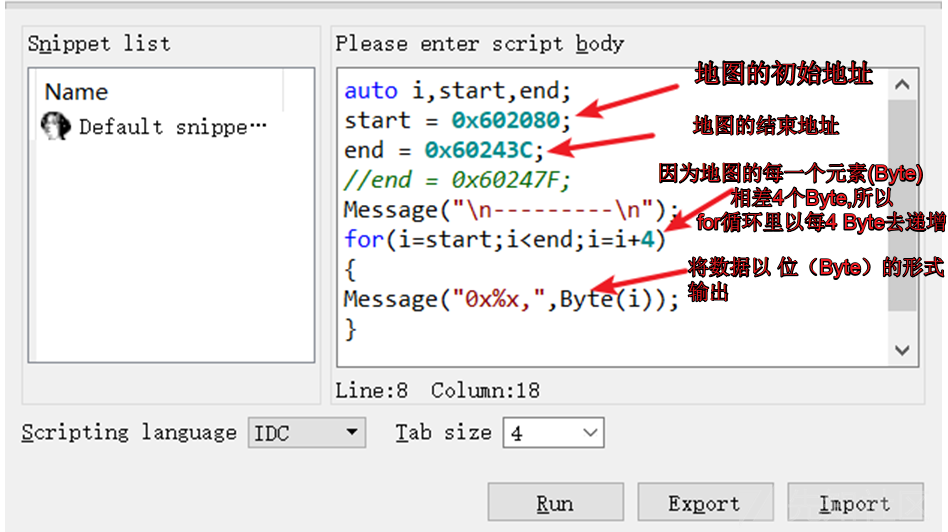 Snippet list
Please enter script body
Name
Default snippe…
auto i,start,end;
start = 0x602080;
end = 0x60243C;
//end = 0x60247F;
Message("\n---------\n");
for(i=start;i<end;i=i+4)
{
Message("0x%x,",Byte(i));
}
地图的初始地址
地图的结束地址
因为地图的每一个元素(Byte)
相差4个Byte,所以
for循环里以每4 Byte去递增
将数据以 位（Byte）的形式
输出
Line:8 Column:18
Scripting language IDC Tab size 4
Run Export Import